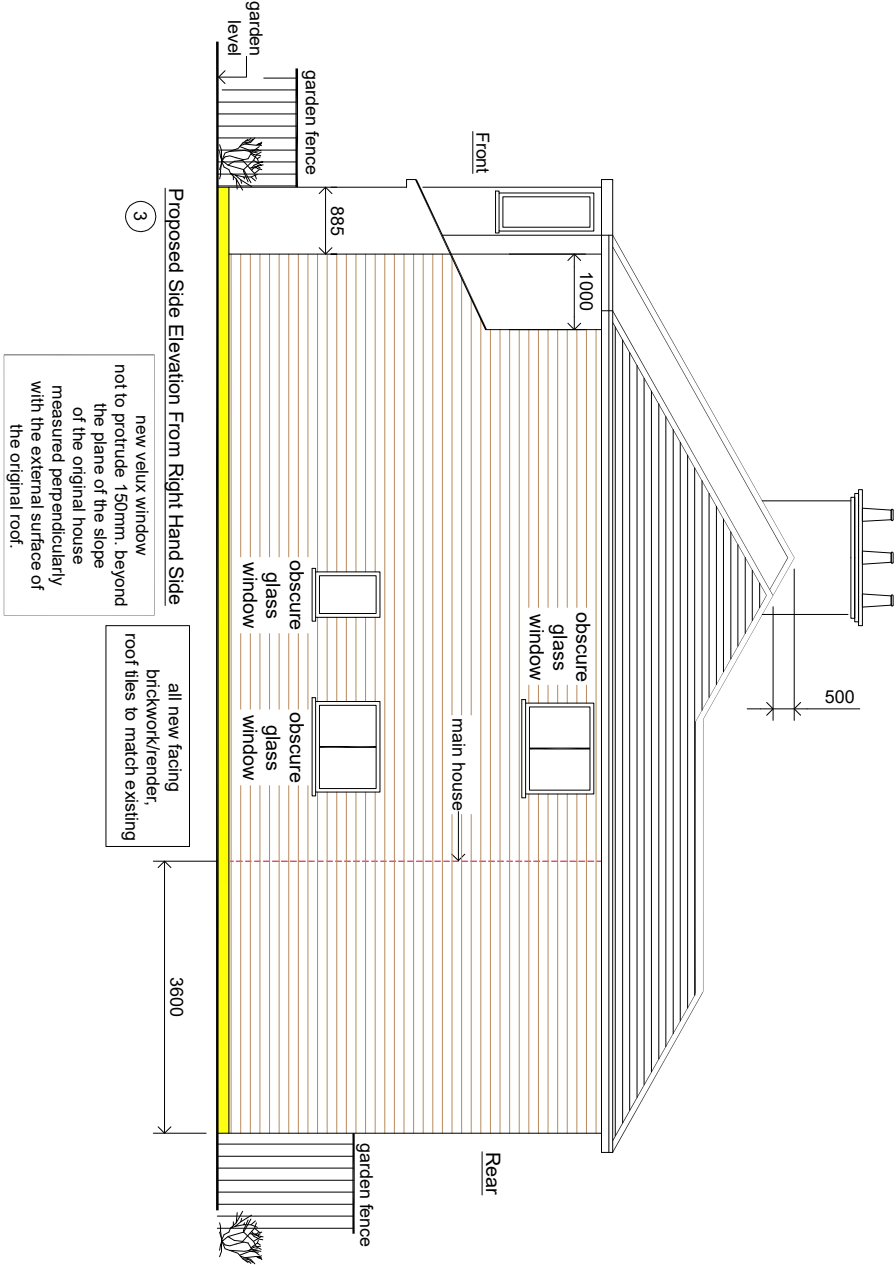 garden
level
garden fence
Front
885
1000
500
obscure
glass
window
obscure
glass
window
obscure
glass
window
main house
3600
Rear
garden fence
Proposed Side Elevation From Right Hand Side
3
new velux window
not to protrude 150mm. beyond
the plane of the slope
of the original house
measured perpendicularly
with the external surface of
the original roof.
all new facing
brickwork/render,
roof tiles to match existing